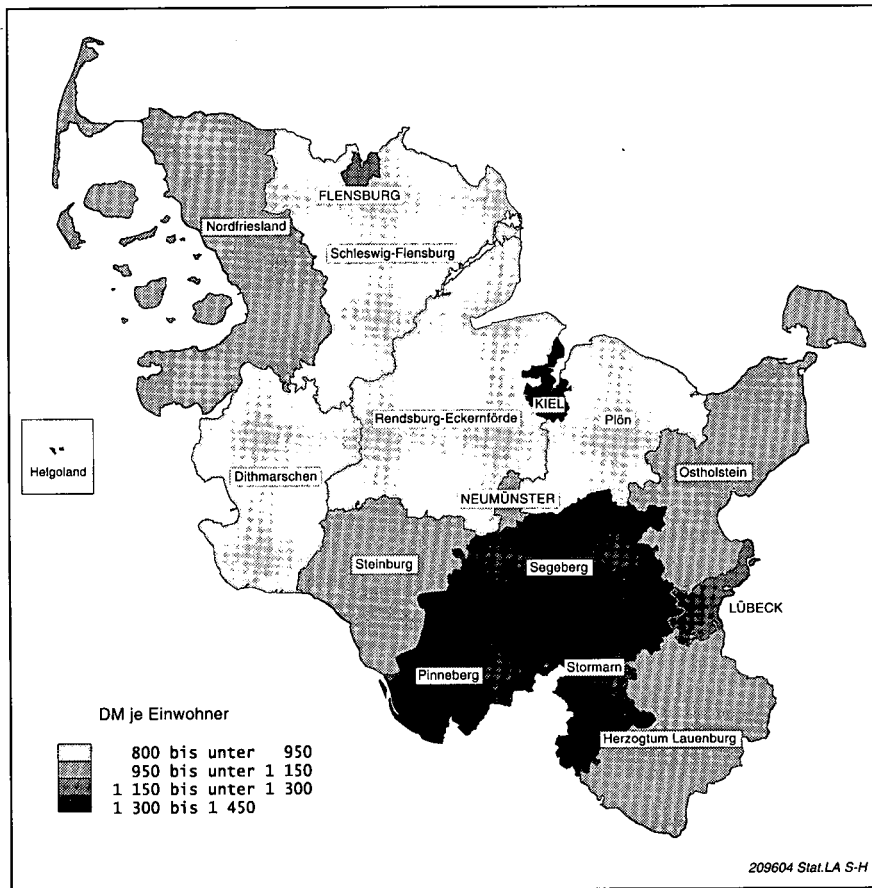 FLENSBURG
Nordfriesland
Schleswig-Flensburg
KIEL
Rendsburg-Eckernförde
Plön
Helgoland
Dithmarschen
Ostholstein
NEUMÜNSTER
Steinburg
Segeberg
LÜBECK
Pinneberg
Stormarn
Herzogtum Lauenburg
DM je Einwohner
800 bis unter 950
950 bis unter 1 150
1 150 bis unter 1 300
1 300 bis 1 450
209604 Stat.LA S-H